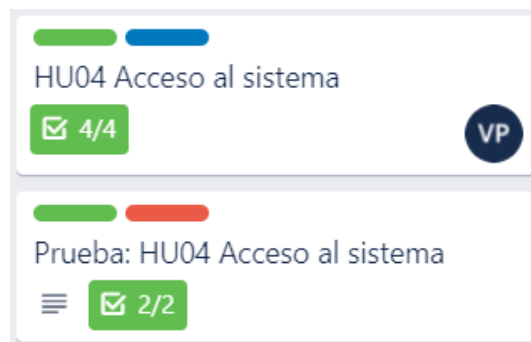 HU04 Acceso al sistema
4/4
VP
Prueba: HU04 Acceso al sistema
2/2